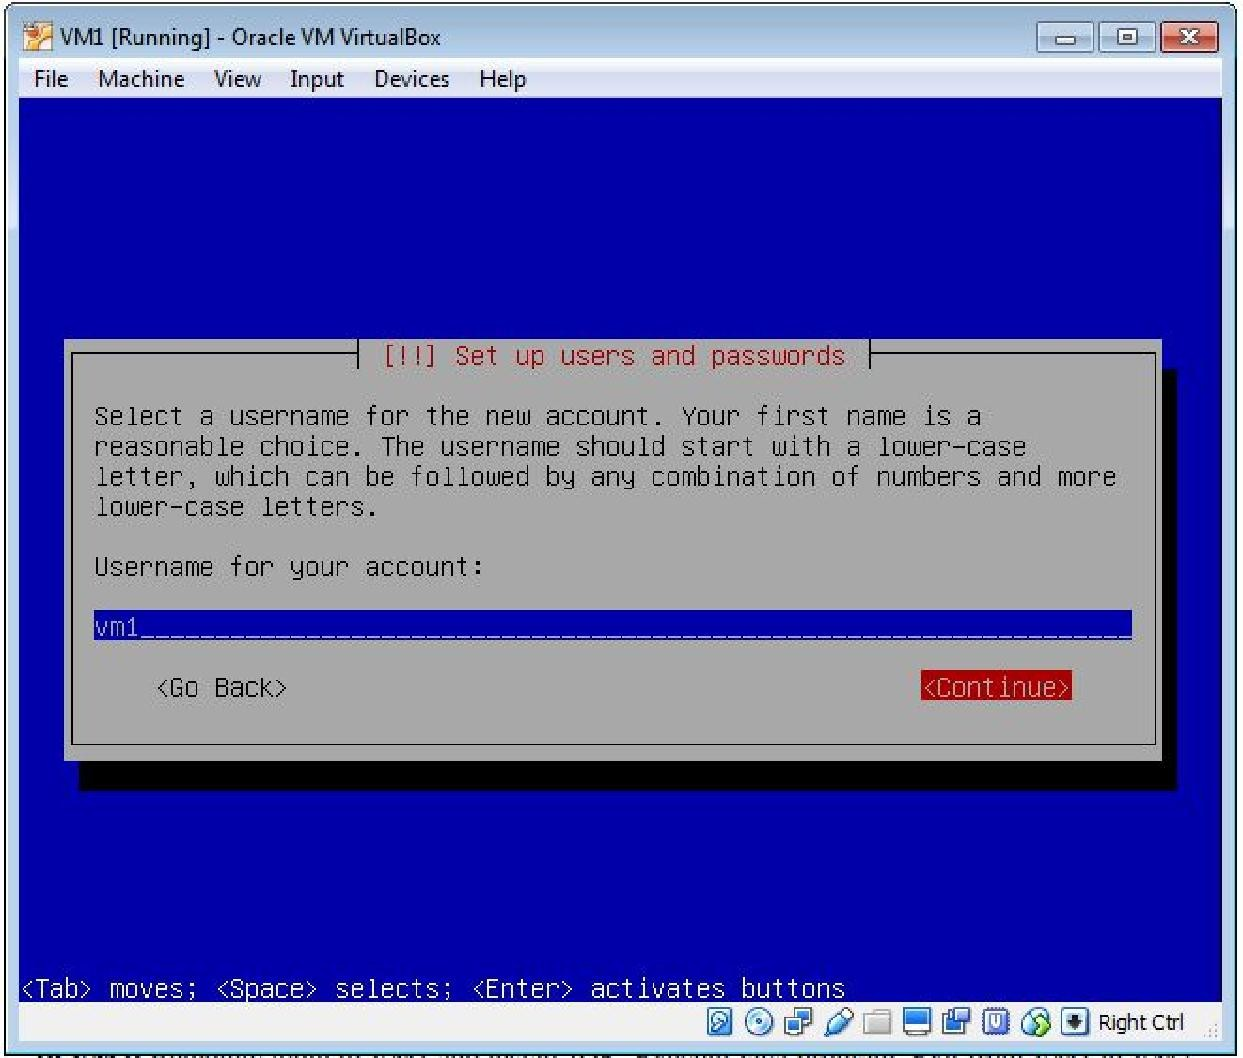 VM1 [Running] - Oracle VM VirtualBox
File Machine View Input Devices Help
[!!] Set up users and passwords
Select a username for the new account. Your first name is a
reasonable choice. The username should start with a lower-case
letter, which can be followed by any combination of numbers and more
lower-case letters.
Username for your account:
vm1
<Go Back> <Continue>
<Tab> moves; <Space> selects; <Enter> activates buttons
Right Ctrl